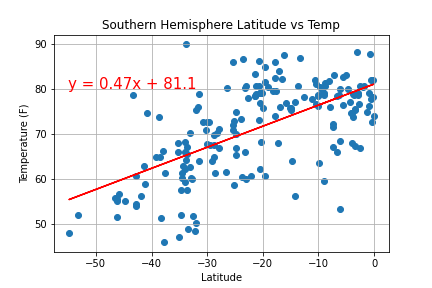 Southern Hemisphere Latitude vs Temp
90
80
70
60
50
y = 0.47x + 81.1
Temperature (F)
−50
−40
−30
−20
−10
0
Latitude